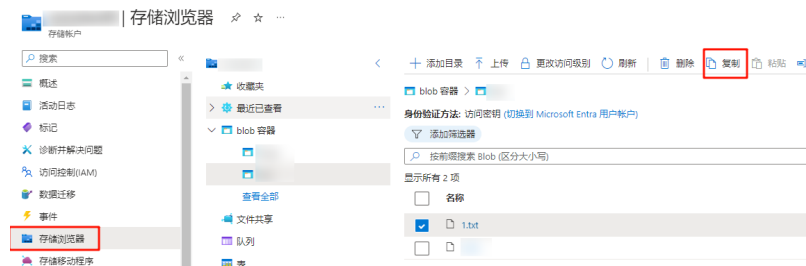 | 存储浏览器
存储帐户
搜索
概述
活动日志
标记
诊断并解决问题
访问控制(IAM)
数据迁移
事件
存储浏览器
存储移动程序
收藏夹
最近已查看
blob 容器
查看全部
文件共享
队列
表
添加目录 上传 更改访问级别 刷新 删除 复制 粘贴
blob 容器 >
身份验证方法: 访问密钥 (切换到 Microsoft Entra 用户帐户)
添加筛选器
按前缀搜索 Blob (区分大小写)
显示所有 2 项
名称
1.txt